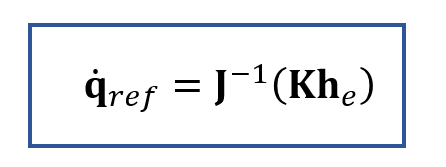 q̇_ref = J⁻¹(Kh_e)